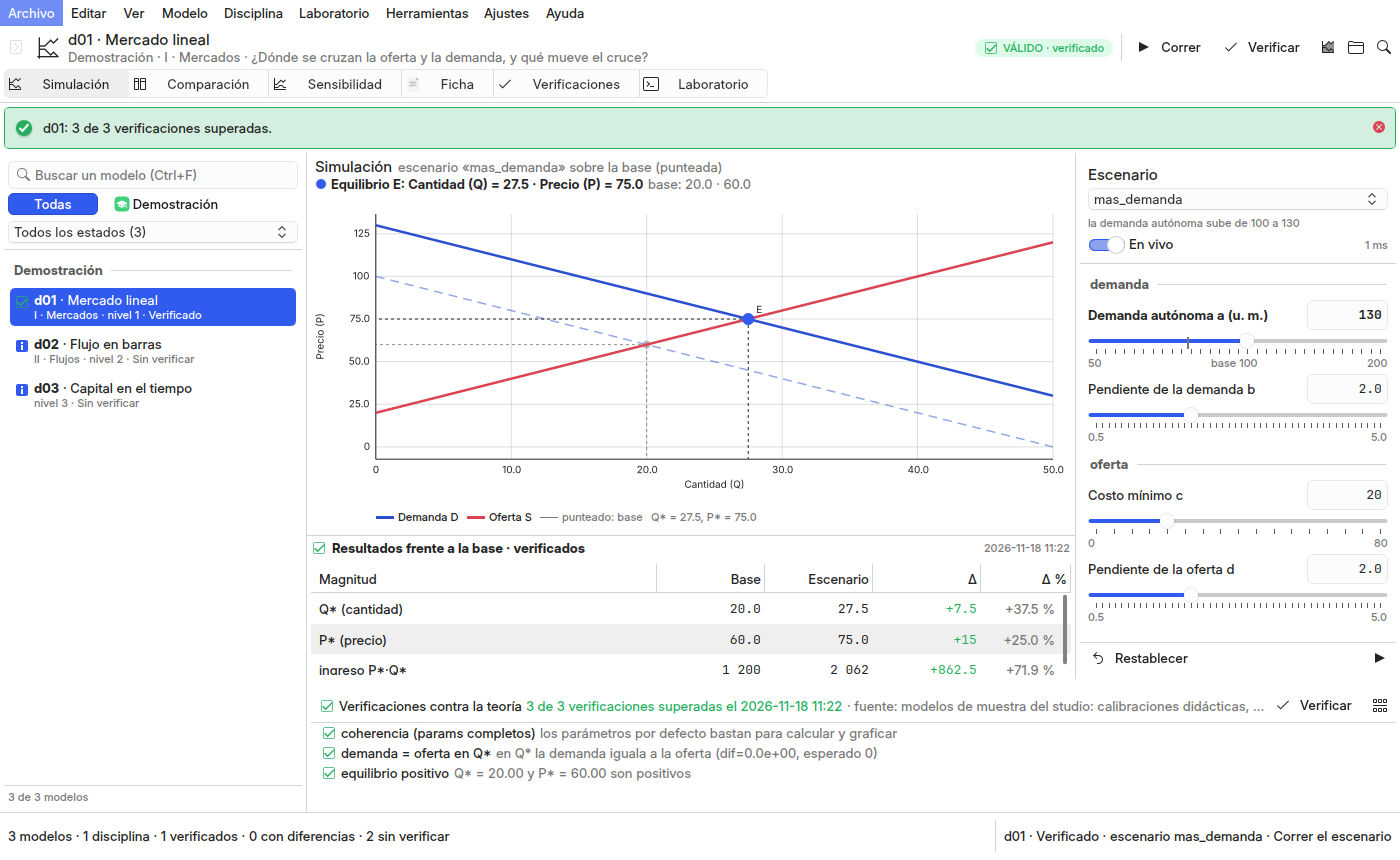 Archivo Editar Ver Modelo Disciplina Laboratorio Herramientas Ajustes Ayuda
d01 · Mercado lineal
Demostración · I · Mercados · ¿Dónde se cruzan la oferta y la demanda, y qué mueve el cruce?
VÁLIDO · verificado
Correr
Verificar
Simulación Comparación Sensibilidad Ficha Verificaciones Laboratorio
d01: 3 de 3 verificaciones superadas.
Buscar un modelo (Ctrl+F)
Todas Demostración
Todos los estados (3)
Demostración
d01 · Mercado lineal
I · Mercados · nivel 1 · Verificado
d02 · Flujo en barras
II · Flujos · nivel 2 · Sin verificar
d03 · Capital en el tiempo
nivel 3 · Sin verificar
3 de 3 modelos
Simulación escenario «mas_demanda» sobre la base (punteada)
Equilibrio E: Cantidad (Q) = 27.5 · Precio (P) = 75.0 base: 20.0 · 60.0
Precio (P)
125
100
75.0
50.0
25.0
0
E
0 10.0 20.0 30.0 40.0 50.0
Cantidad (Q)
Demanda D Oferta S punteado: base Q* = 27.5, P* = 75.0
Resultados frente a la base · verificados 2026-11-18 11:22
Magnitud Base Escenario Δ Δ %
Q* (cantidad) 20.0 27.5 +7.5 +37.5 %
P* (precio) 60.0 75.0 +15 +25.0 %
ingreso P*·Q* 1 200 2 062 +862.5 +71.9 %
Verificaciones contra la teoría 3 de 3 verificaciones superadas el 2026-11-18 11:22 · fuente: modelos de muestra del studio: calibraciones didácticas, ... Verificar
coherencia (params completos) los parámetros por defecto bastan para calcular y graficar
demanda = oferta en Q* en Q* la demanda iguala a la oferta (dif=0.0e+00, esperado 0)
equilibrio positivo Q* = 20.00 y P* = 60.00 son positivos
Escenario
mas_demanda
la demanda autónoma sube de 100 a 130
En vivo 1 ms
demanda
Demanda autónoma a (u. m.) 130
50 base 100 200
Pendiente de la demanda b 2.0
0.5 5.0
oferta
Costo mínimo c 20
0 80
Pendiente de la oferta d 2.0
0.5 5.0
Restablecer
3 modelos · 1 disciplina · 1 verificados · 0 con diferencias · 2 sin verificar
d01 · Verificado · escenario mas_demanda · Correr el escenario